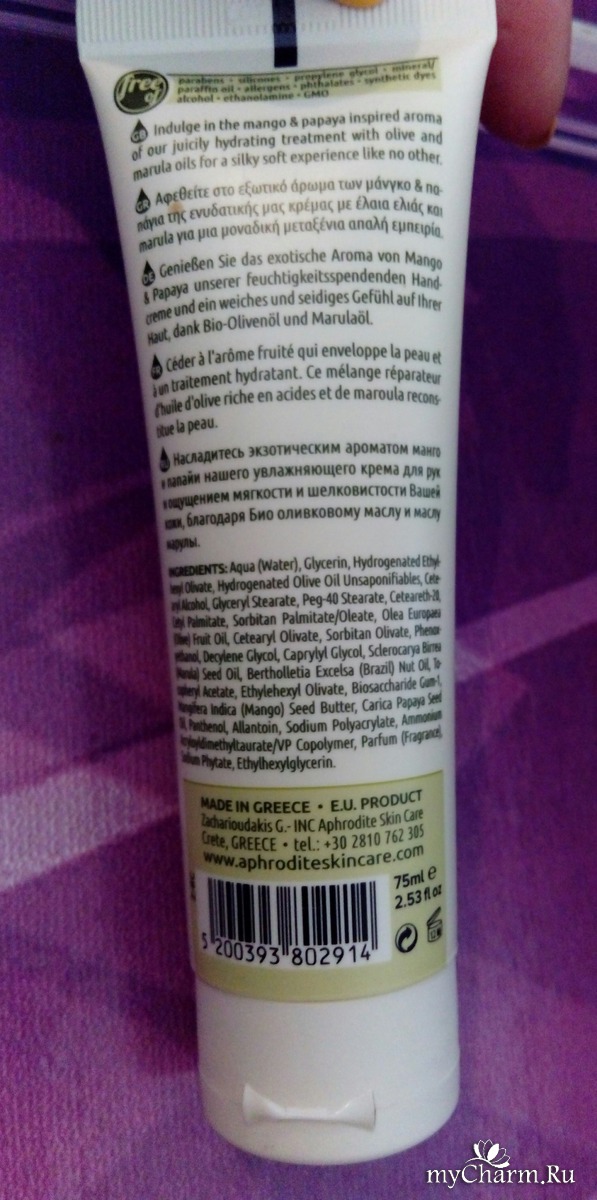 free of
parabens • silicones • propylene glycol • mineral/
paraffin oil • allergens • phthalates • synthetic dyes
alcohol • ethanolamine • GMO
GB Indulge in the mango & papaya inspired aroma
of our juicily hydrating treatment with olive and
marula oils for a silky soft experience like no other.
GR Αφεθείτε στο εξωτικό άρωμα των μάνγκο & πα-
πάγια της ενυδατικής μας κρέμας με έλαια ελιάς και
marula για μια μοναδική μεταξένια απαλή εμπειρία.
DE Genießen Sie das exotische Aroma von Mango
& Papaya unserer feuchtigkeitsspendenden Hand-
creme und ein weiches und seidiges Gefühl auf Ihrer
Haut, dank Bio-Olivenöl und Marulaöl.
FR Céder à l'arôme fruité qui enveloppe la peau et
à un traitement hydratant. Ce mélange réparateur
d'huile d'olive riche en acides et de maroula recons-
titue la peau.
RU Насладитесь экзотическим ароматом манго
и папайи нашего увлажняющего крема для рук
и ощущением мягкости и шелковистости Вашей
кожи, благодаря Био оливковому маслу и маслу
марулы.
INGREDIENTS: Aqua (Water), Glycerin, Hydrogenated Ethyl-
hexyl Olivate, Hydrogenated Olive Oil Unsaponifiables, Cete-
aryl Alcohol, Glyceryl Stearate, Peg-40 Stearate, Ceteareth-20,
Cetyl Palmitate, Sorbitan Palmitate/Oleate, Olea Europaea
(Olive) Fruit Oil, Cetearyl Olivate, Sorbitan Olivate, Phenox-
yethanol, Decylene Glycol, Caprylyl Glycol, Sclerocarya Birrea
(Marula) Seed Oil, Bertholletia Excelsa (Brazil) Nut Oil, To-
copheryl Acetate, Ethylehexyl Olivate, Biosaccharide Gum-1,
Mangifera Indica (Mango) Seed Butter, Carica Papaya Seed
Oil, Panthenol, Allantoin, Sodium Polyacrylate, Ammonium
Acryloyldimethyltaurate/VP Copolymer, Parfum (Fragrance),
Sodium Phytate, Ethylhexylglycerin.
MADE IN GREECE • E.U. PRODUCT
Zacharioudakis G.- INC Aphrodite Skin Care
Crete, GREECE • tel.: +30 2810 762 305
www.aphroditeskincare.com
75ml e
2.53 fl oz
5 200393 802914
myCharm.Ru